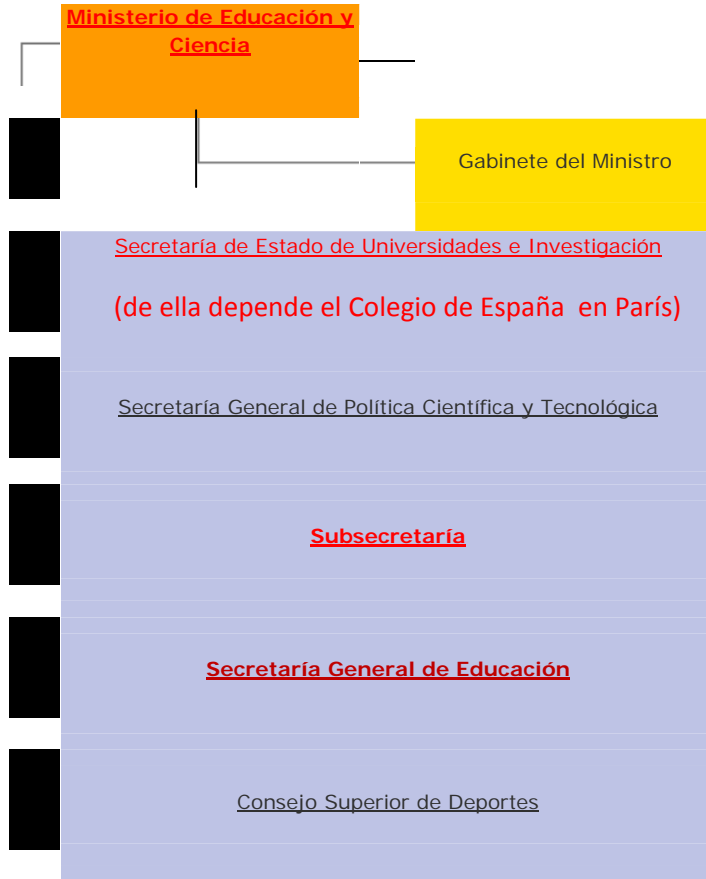 Ministerio de Educación y
Ciencia
Gabinete del Ministro
Secretaría de Estado de Universidades e Investigación
(de ella depende el Colegio de España en París)
Secretaría General de Política Científica y Tecnológica
Subsecretaría
Secretaría General de Educación
Consejo Superior de Deportes